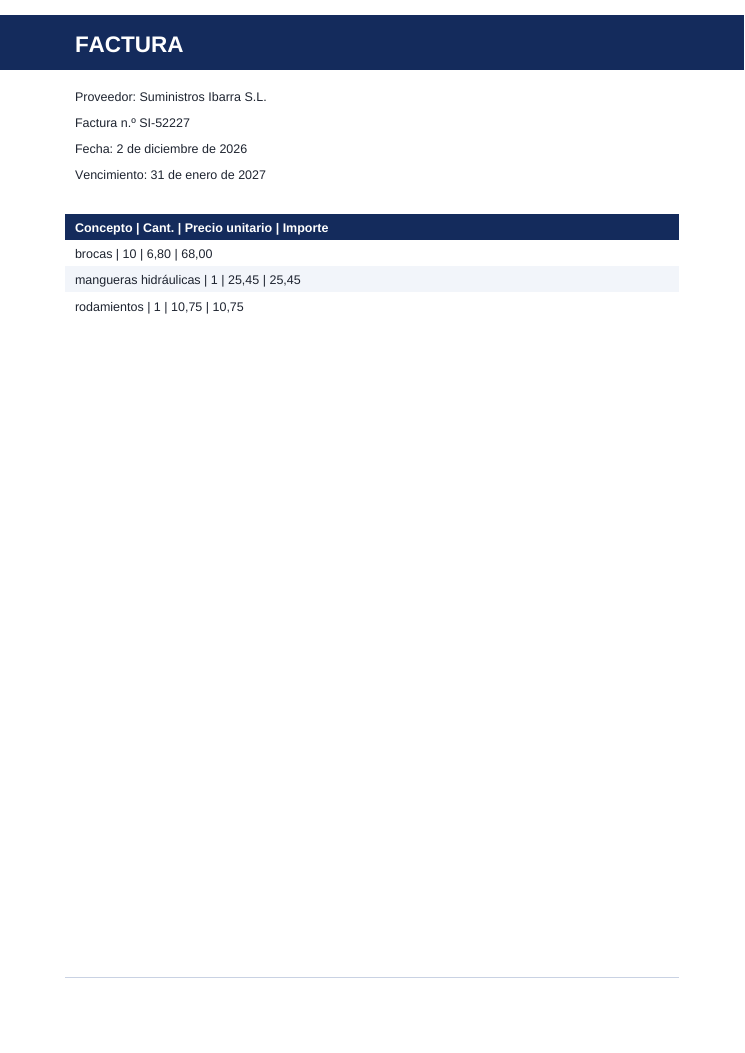 FACTURA
Proveedor: Suministros Ibarra S.L.
Factura n.º SI-52227
Fecha: 2 de diciembre de 2026
Vencimiento: 31 de enero de 2027
Concepto | Cant. | Precio unitario | Importe
brocas | 10 | 6,80 | 68,00
mangueras hidráulicas | 1 | 25,45 | 25,45
rodamientos | 1 | 10,75 | 10,75